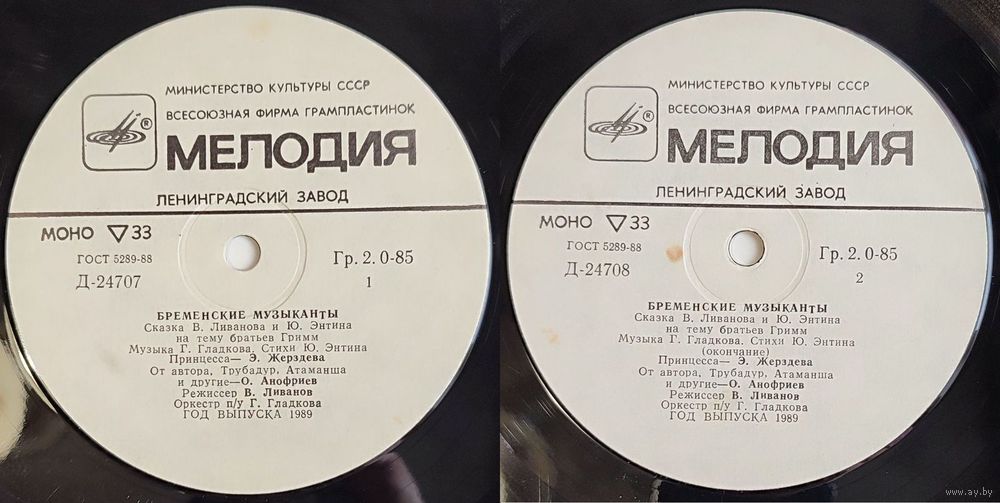 МИНИСТЕРСТВО КУЛЬТУРЫ СССР
ВСЕСОЮЗНАЯ ФИРМА ГРАМПЛАСТИНОК
®
МЕЛОДИЯ
ЛЕНИНГРАДСКИЙ ЗАВОД
МОНО ▽33
ГОСТ 5289-88
Гр. 2. 0-85
Д-24707
1
БРЕМЕНСКИЕ МУЗЫКАНТЫ
Сказка В. Ливанова и Ю. Энтина
на тему братьев Гримм
Музыка Г. Гладкова. Стихи Ю. Энтина
Принцесса— Э. Жерздева
От автора, Трубадур, Атаманша
и другие—О. Анофриев
Режиссер В. Ливанов
Оркестр п/у Г. Гладкова
ГОД ВЫПУСКА 1989
МИНИСТЕРСТВО КУЛЬТУРЫ СССР
ВСЕСОЮЗНАЯ ФИРМА ГРАМПЛАСТИНОК
®
МЕЛОДИЯ
ЛЕНИНГРАДСКИЙ ЗАВОД
МОНО ▽33
ГОСТ 5289-88
Гр. 2. 0-85
Д-24708
2
БРЕМЕНСКИЕ МУЗЫКАНТЫ
Сказка В. Ливанова и Ю. Энтина
на тему братьев Гримм
Музыка Г. Гладкова. Стихи Ю. Энтина
(окончание)
Принцесса— Э. Жерздева
От автора, Трубадур, Атаманша
и другие—О. Анофриев
Режиссер В. Ливанов
Оркестр п/у Г. Гладкова
ГОД ВЫПУСКА 1989
www.ay.by